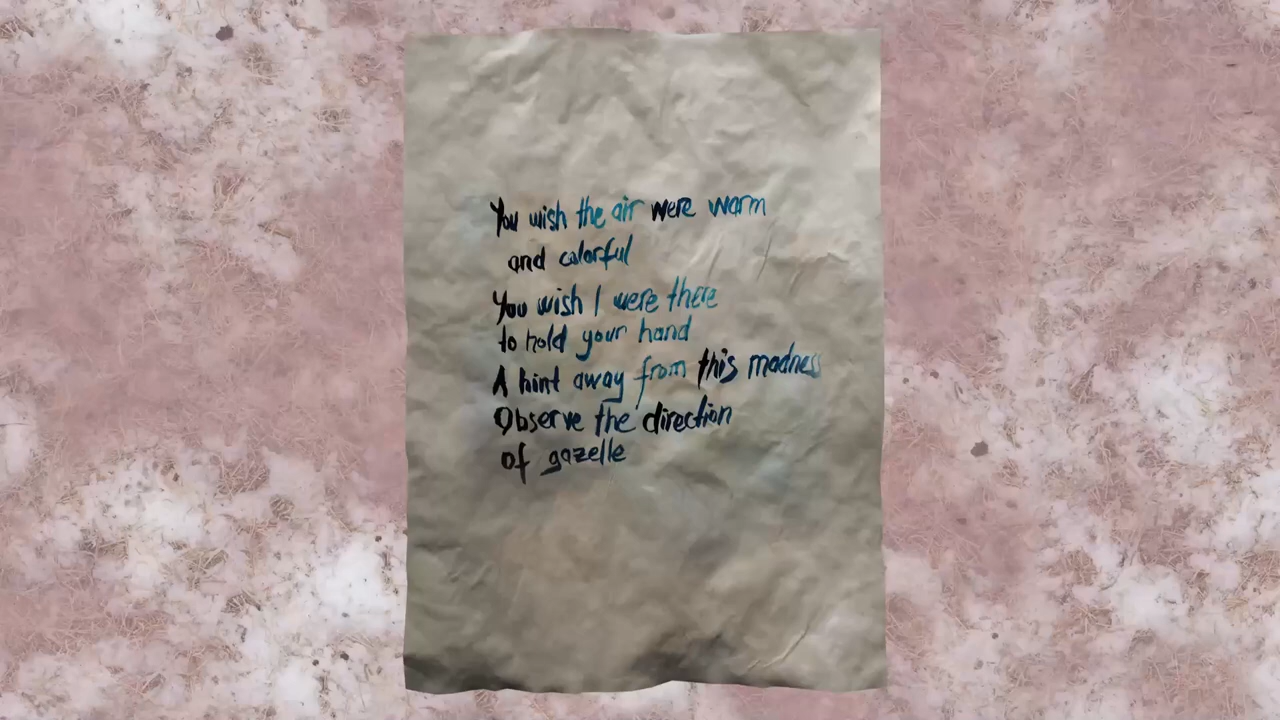 You wish the air were warm
and colorful
You wish I were there
to hold your hand
A hint away from this madness
Observe the direction
of gazelle